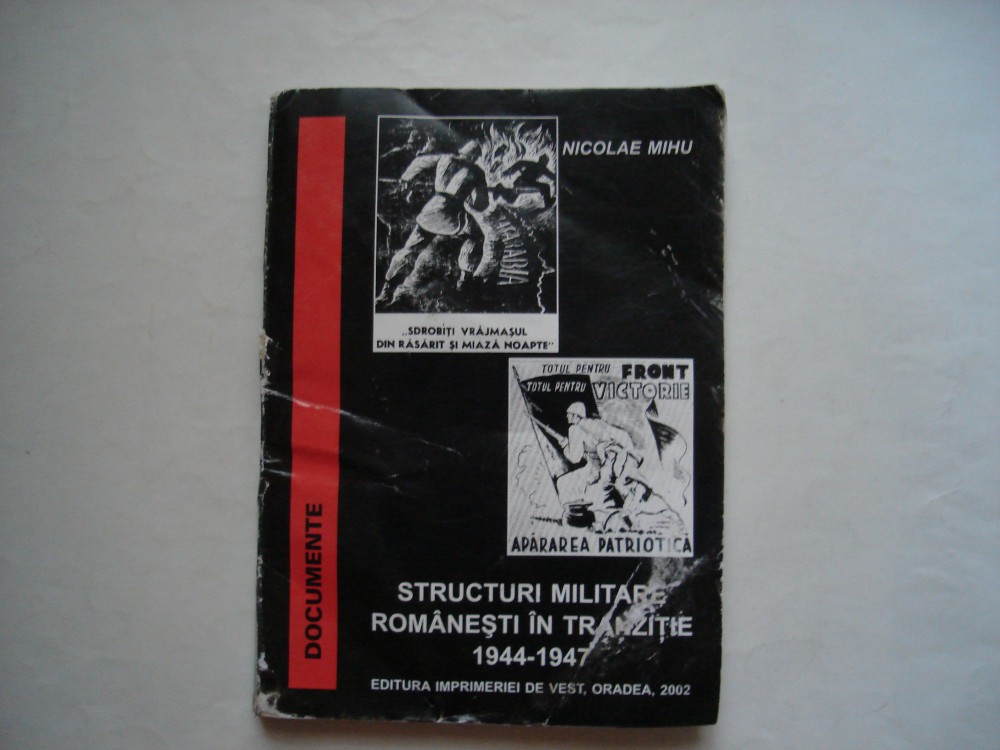 NICOLAE MIHU
BASARABIA
„SDROBIȚI VRĂJMAȘUL
DIN RĂSĂRIT ȘI MIAZĂ NOAPTE"
TOTUL PENTRU FRONT
TOTUL PENTRU VICTORIE
APĂRAREA PATRIOTICĂ
DOCUMENTE
STRUCTURI MILITARE
ROMÂNEȘTI ÎN TRANZIȚIE
1944-1947
EDITURA IMPRIMERIEI DE VEST, ORADEA, 2002